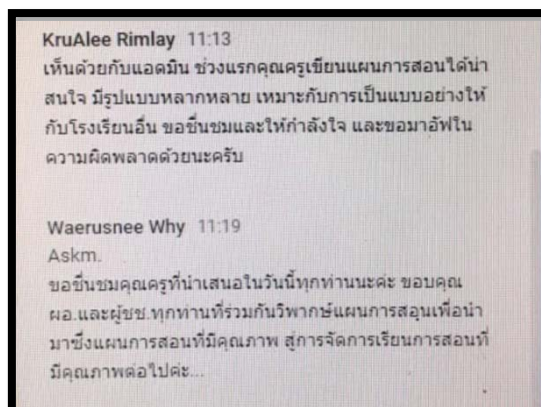 KruAlee Rimlay 11:13
เห็นด้วยกับแอดมิน ช่วงแรกคุณครูเขียนแผนการสอนได้น่า
สนใจ มีรูปแบบหลากหลาย เหมาะกับการเป็นแบบอย่างให้
กับโรงเรียนอื่น ขอชื่นชมและให้กำลังใจ และขอมาอัฟใน
ความผิดพลาดด้วยนะครับ
Waerusnee Why 11:19
Askm.
ขอชื่นชมคุณครูที่นำเสนอในวันนี้ทุกท่านนะค่ะ ขอบคุณ
ผอ.และผู้ชช.ทุกท่านที่ร่วมกันวิพากษ์แผนการสอนเพื่อนำ
มาซึ่งแผนการสอนที่มีคุณภาพ สู่การจัดการเรียนการสอนที่
มีคุณภาพต่อไปค่ะ...